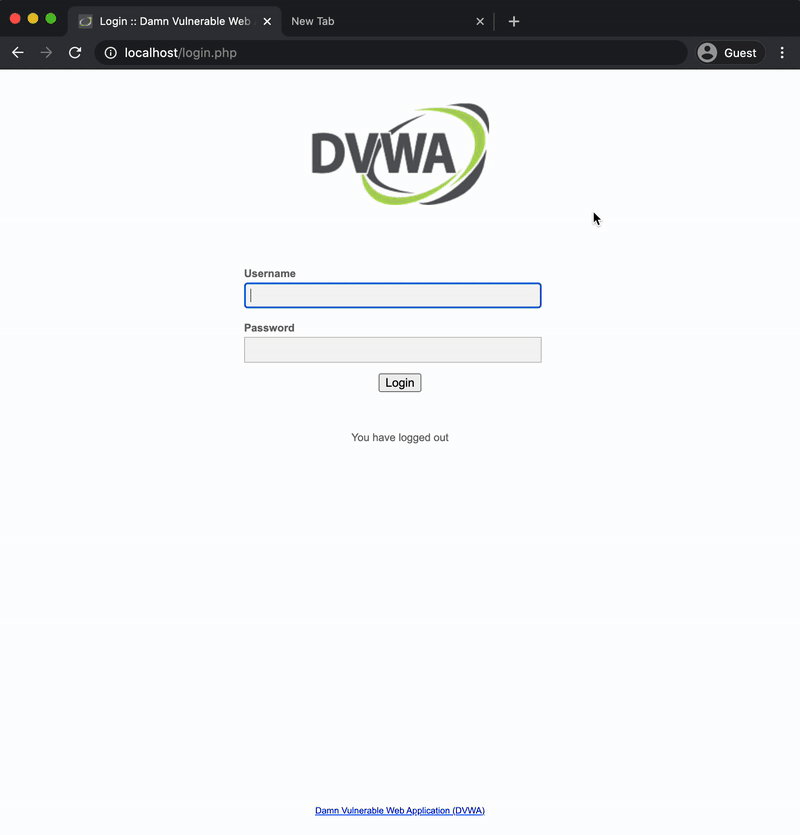 Login :: Damn Vulnerable Web
New Tab
localhost/login.php
Guest
DVWA
Username
Password
Login
You have logged out
Damn Vulnerable Web Application (DVWA)